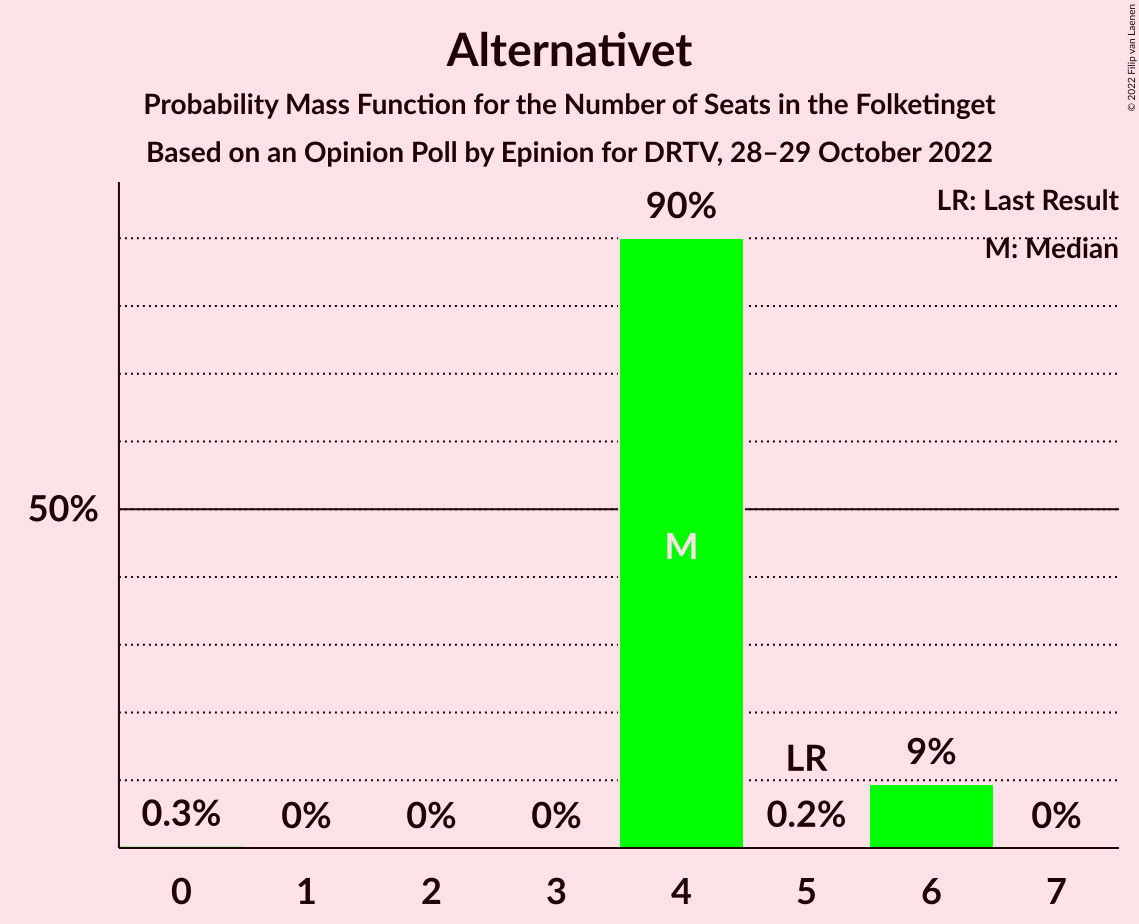 Alternativet
Probability Mass Function for the Number of Seats in the Folketinget
Based on an Opinion Poll by Epinion for DRTV, 28–29 October 2022
© 2022 Filip van Laenen
LR: Last Result
M: Median
90%
50%
M
LR
9%
0.3%
0%
0%
0%
0.2%
0%
0
1
2
3
4
5
6
7